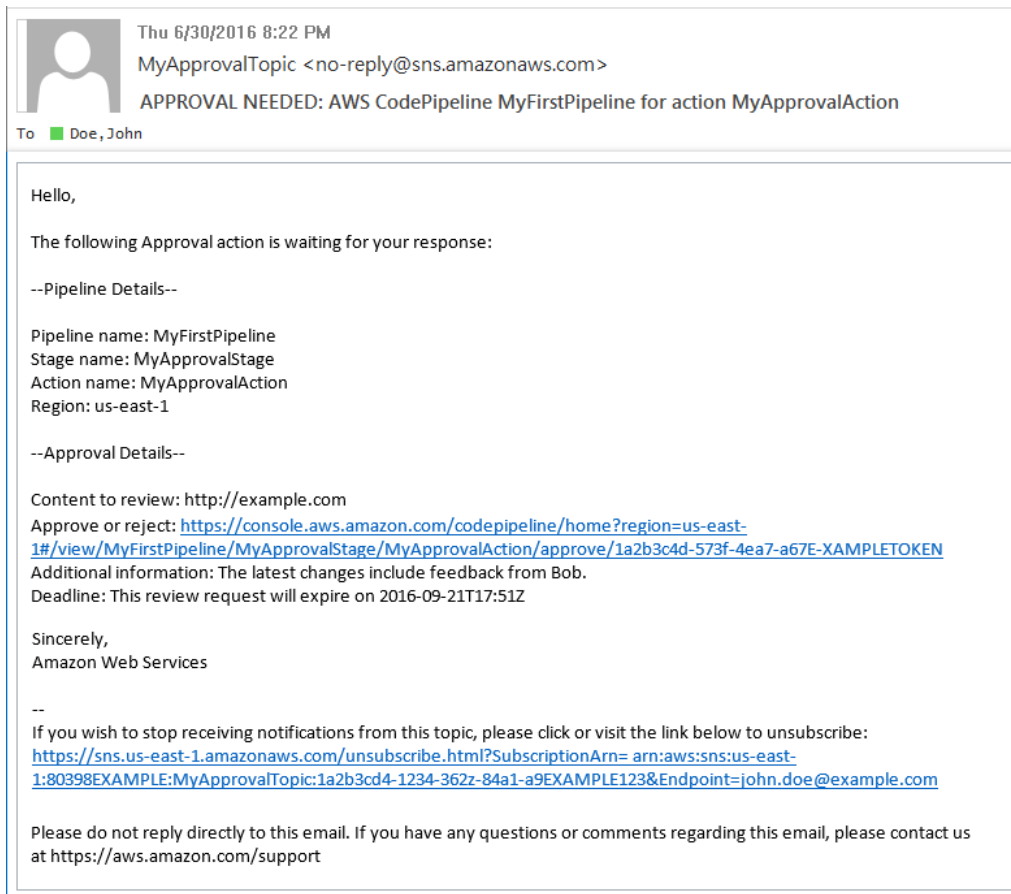 Thu 6/30/2016 8:22 PM
MyApprovalTopic <no-reply@sns.amazonaws.com>
APPROVAL NEEDED: AWS CodePipeline MyFirstPipeline for action MyApprovalAction
To Doe,John
Hello,
The following Approval action is waiting for your response:
--Pipeline Details--
Pipeline name: MyFirstPipeline
Stage name: MyApprovalStage
Action name: MyApprovalAction
Region: us-east-1
--Approval Details--
Content to review: http://example.com
Approve or reject: https://console.aws.amazon.com/codepipeline/home?region=us-east-
1#/view/MyFirstPipeline/MyApprovalStage/MyApprovalAction/approve/1a2b3c4d-573f-4ea7-a67E-XAMPLETOKEN
Additional information: The latest changes include feedback from Bob.
Deadline: This review request will expire on 2016-09-21T17:51Z
Sincerely,
Amazon Web Services
--
If you wish to stop receiving notifications from this topic, please click or visit the link below to unsubscribe:
https://sns.us-east-1.amazonaws.com/unsubscribe.html?SubscriptionArn= arn:aws:sns:us-east-
1:80398EXAMPLE:MyApprovalTopic:1a2b3cd4-1234-362z-84a1-a9EXAMPLE123&Endpoint=john.doe@example.com
Please do not reply directly to this email. If you have any questions or comments regarding this email, please contact us
at https://aws.amazon.com/support